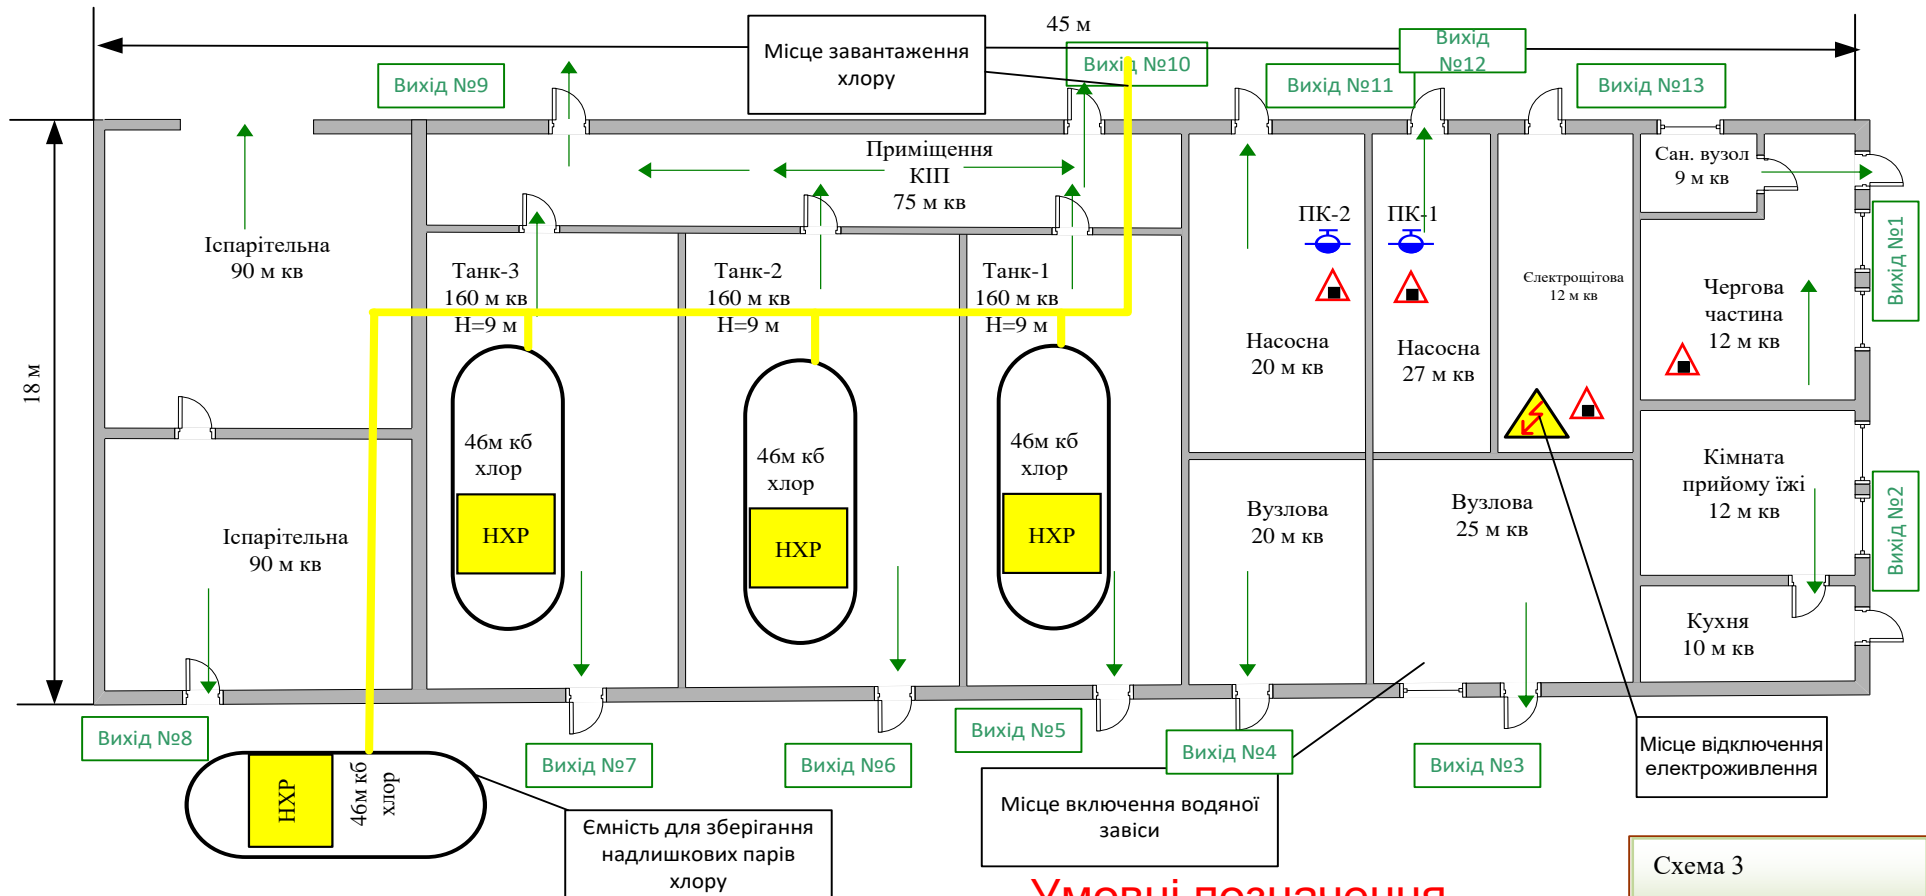 45 м
Місце завантаження
хлору
Вихід №9
Вихід №10
Вихід №11
Вихід
№12
Вихід №13
18 м
Приміщення
КІП
75 м кв
Сан. вузол
9 м кв
Іспарітельна
90 м кв
Танк-3
160 м кв
Н=9 м
Танк-2
160 м кв
Н=9 м
Танк-1
160 м кв
Н=9 м
ПК-2
ПК-1
Насосна
20 м кв
Насосна
27 м кв
Єлектрощітова
12 м кв
Чергова
частина
12 м кв
Вихід №1
46м кб
хлор
НХР
46м кб
хлор
НХР
46м кб
хлор
НХР
Іспарітельна
90 м кв
Вузлова
20 м кв
Вузлова
25 м кв
Кімната
прийому їжі
12 м кв
Вихід №2
Кухня
10 м кв
Вихід №8
Вихід №7
Вихід №6
Вихід №5
Вихід №4
Вихід №3
Місце відключення
електроживлення
НХР
46м кб
хлор
Ємність для зберігання
надлишкових парів
хлору
Місце включення водяної
завіси
Умовні позначення
Схема 3